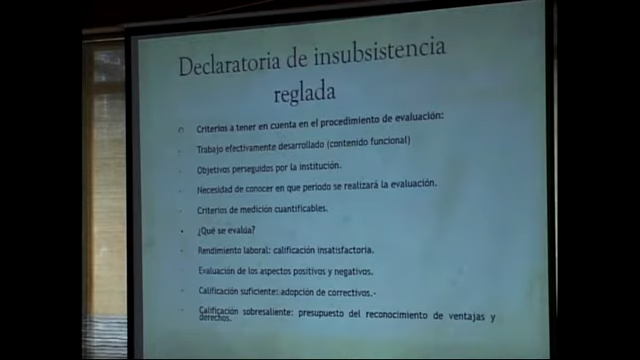 Declaratoria de insubsistencia
reglada
Criterios a tener en cuenta en el procedimiento de evaluación:
Trabajo efectivamente desarrollado (contenido funcional)
Objetivos perseguidos por la institución.
Necesidad de conocer en que periodo se realizará la evaluación.
Criterios de medición cuantificables.
¿Qué se evalúa?
Rendimiento laboral: calificación insatisfactoria.
Evaluación de los aspectos positivos y negativos.
Calificación suficiente: adopción de correctivos.-
Calificación sobresaliente: presupuesto del reconocimiento de ventajas y
derechos.